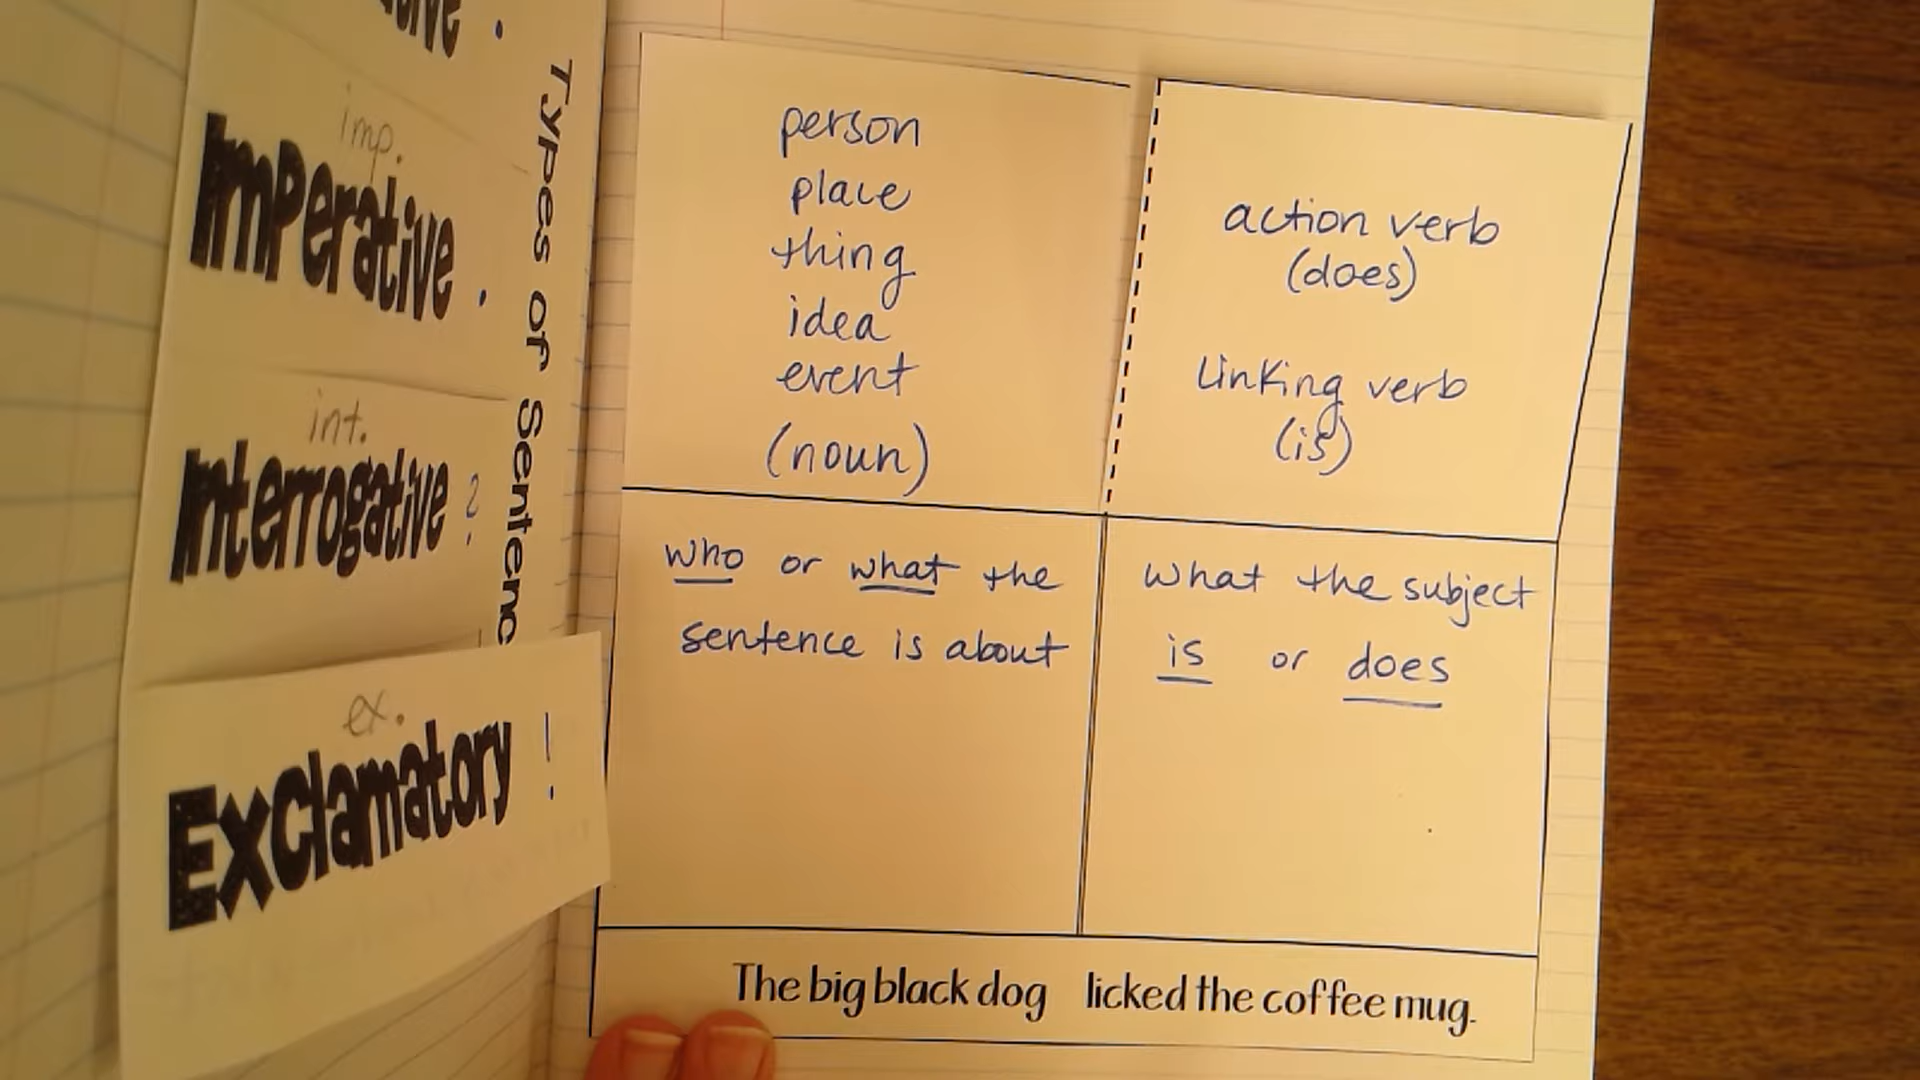 imp.
Imperative .
int.
Interrogative ?
ex.
Exclamatory !
Types of Sentenc
person
place
thing
idea
event
(noun)
action verb
(does)
Linking verb
(is)
who or what the
sentence is about
what the subject
is or does
The big black dog licked the coffee mug.